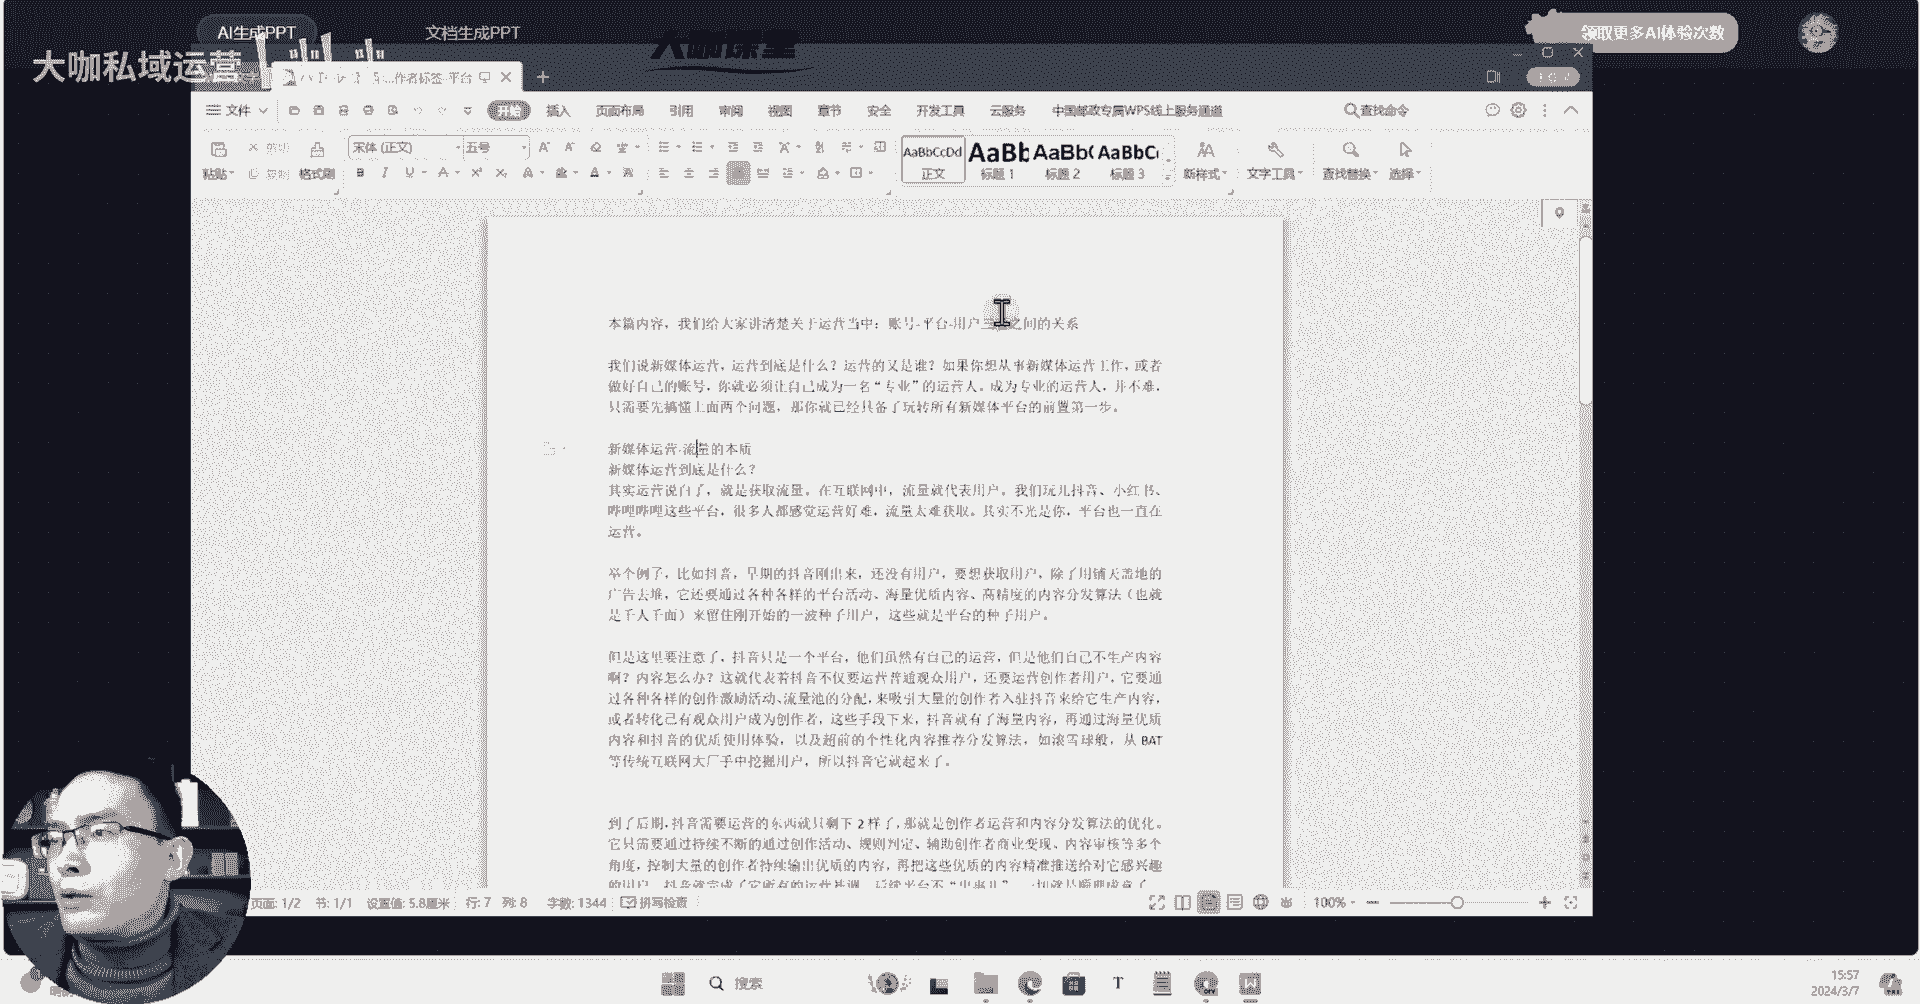 AI生成PPT
文档生成PPT
领取更多AI体验次数
大咖私域运营
大咖课堂
作者标签-平台
文件
开始 插入 页面布局 引用 审阅 视图 章节 安全 开发工具 云服务 中国邮政专属WPS线上服务通道 查找命令
粘贴 剪切 复制 格式刷
宋体 (正文) 五号
AaBbCcDd AaBb AaBb( AaBbC
正文 标题 1 标题 2 标题 3 新样式 文字工具 查找替换 选择
本篇内容，我们给大家讲清楚关于运营当中：账号-平台-用户 之间的关系
我们说新媒体运营，运营到底是什么？运营的又是谁？如果你想从事新媒体运营工作，或者
做好自己的账号，你就必须让自己成为一名“专业”的运营人。成为专业的运营人，并不难，
只需要先搞懂上面两个问题，那你就已经具备了玩转所有新媒体平台的前置第一步。
新媒体运营-流量的本质
新媒体运营到底是什么？
其实运营说白了，就是获取流量。在互联网中，流量就代表用户。我们玩儿抖音、小红书、
哔哩哔哩这些平台，很多人都感觉运营好难，流量太难获取。其实不光是你，平台也一直在
运营。
举个例子，比如抖音，早期的抖音刚出来，还没有用户，要想获取用户，除了用铺天盖地的
广告去堆，它还要通过各种各样的平台活动、海量优质内容、高精度的内容分发算法（也就
是千人千面）来留住刚开始的一波种子用户，这些就是平台的种子用户。
但是这里要注意了，抖音只是一个平台，他们虽然有自己的运营，但是他们自己不生产内容
啊？内容怎么办？这就代表着抖音不仅要运营普通观众用户，还要运营创作者用户，它要通
过各种各样的创作激励活动、流量池的分配，来吸引大量的创作者入驻抖音来给它生产内容，
或者转化已有观众用户成为创作者，这些手段下来，抖音就有了海量内容，再通过海量优质
内容和抖音的优质使用体验，以及超前的个性化内容推荐分发算法，如滚雪球般，从 BAT
等传统互联网大厂手中挖掘用户，所以抖音它就起来了。
到了后期，抖音需要运营的东西就只剩下 2 样了，那就是创作者运营和内容分发算法的优化。
它只需要通过持续不断的通过创作活动、规则判定、辅助创作者商业变现、内容审核等多个
角度，控制大量的创作者持续输出优质的内容，再把这些优质的内容精准推送给对它感兴趣
页面: 1/2 节: 1/1 设置值: 5.8厘米 行: 7 列: 8 字数: 1344 拼写检查 100%
搜索
15:57
2024/3/7